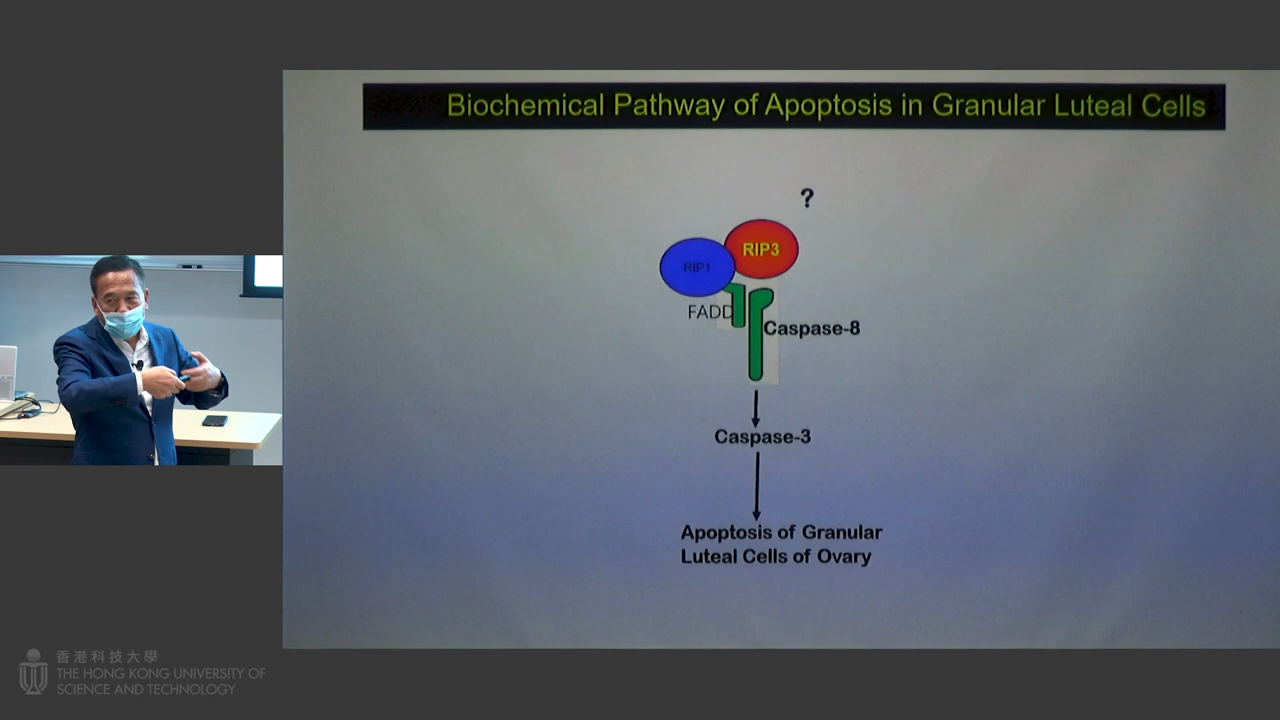 Biochemical Pathway of Apoptosis in Granular Luteal Cells
?
RIP3
RIP1
FADD
Caspase-8
Caspase-3
Apoptosis of Granular
Luteal Cells of Ovary
香港科技大學
THE HONG KONG UNIVERSITY OF
SCIENCE AND TECHNOLOGY